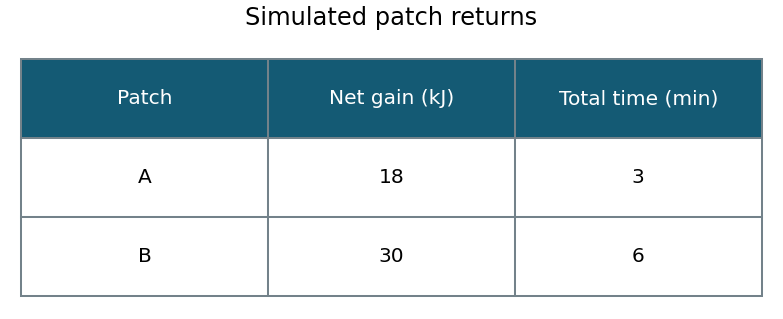 Simulated patch returns
Patch Net gain (kJ) Total time (min)
A 18 3
B 30 6